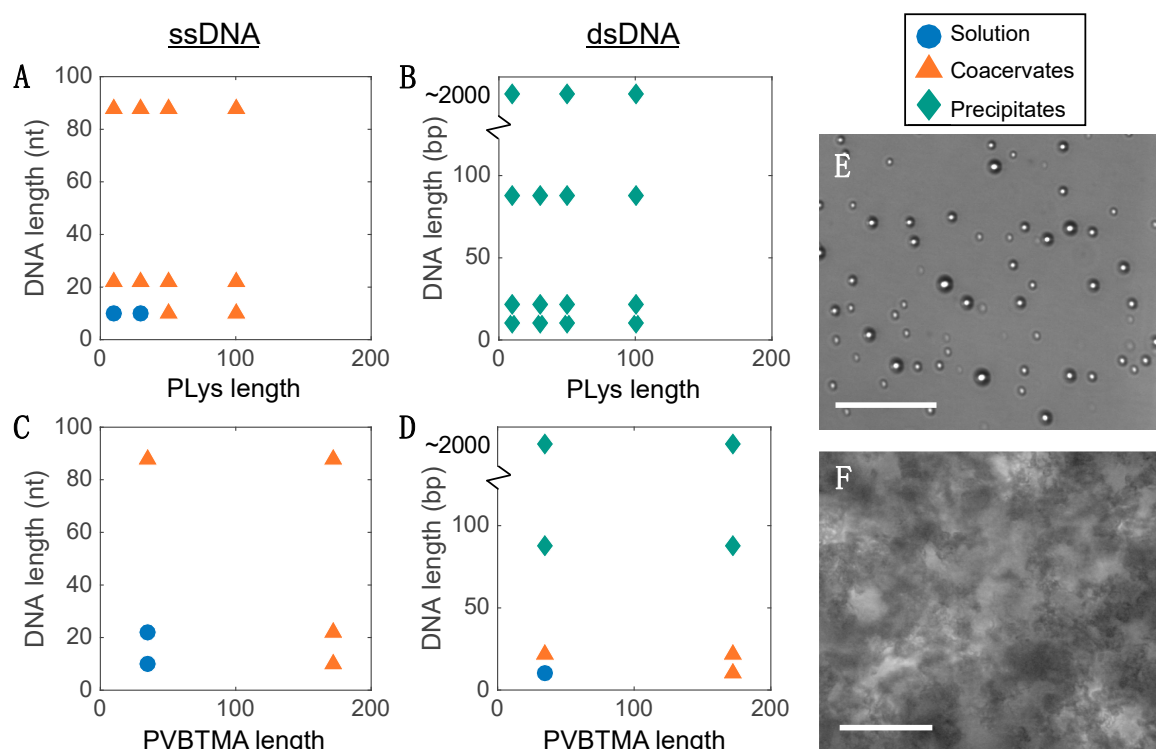 ssDNA
dsDNA
Solution
Coacervates
Precipitates
A
100
80
60
40
20
0
DNA length (nt)
0
100
200
PLys length
B
~2000
100
50
0
DNA length (bp)
0
100
200
PLys length
C
100
80
60
40
20
0
DNA length (nt)
0
100
200
PVBTMA length
D
~2000
100
50
0
DNA length (bp)
0
100
200
PVBTMA length
E
F